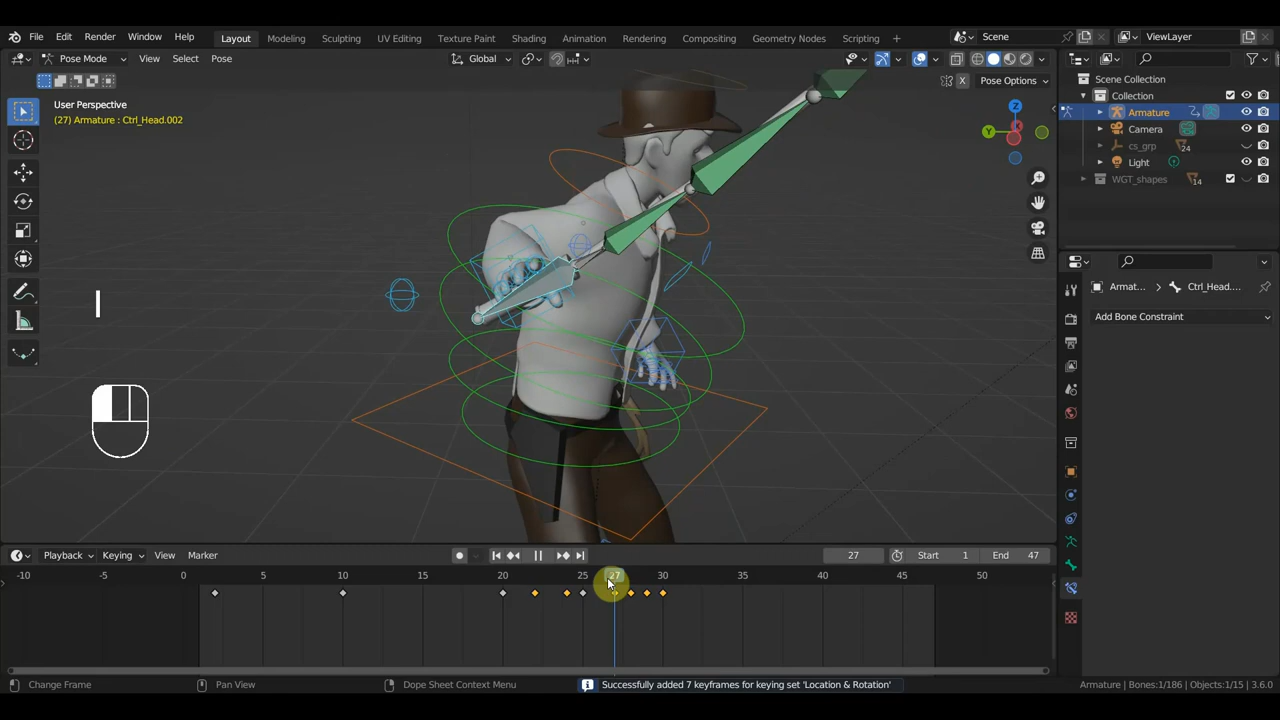 File Edit Render Window Help Layout Modeling Sculpting UV Editing Texture Paint Shading Animation Rendering Compositing Geometry Nodes Scripting + Scene ViewLayer
Pose Mode View Select Pose Global
X Pose Options
User Perspective
(27) Armature : Ctrl_Head.002
Z
Y
X
Scene Collection
Collection
Armature
Camera
cs_grp 24
Light
WGT_shapes 14
Armat... > Ctrl_Head....
Add Bone Constraint
I
Playback Keying View Marker 27 Start 1 End 47
-10 -5 0 5 10 15 20 25 27 30 35 40 45 50
Change Frame Pan View Dope Sheet Context Menu Successfully added 7 keyframes for keying set 'Location & Rotation' Armature | Bones:1/186 | Objects:1/15 | 3.6.0